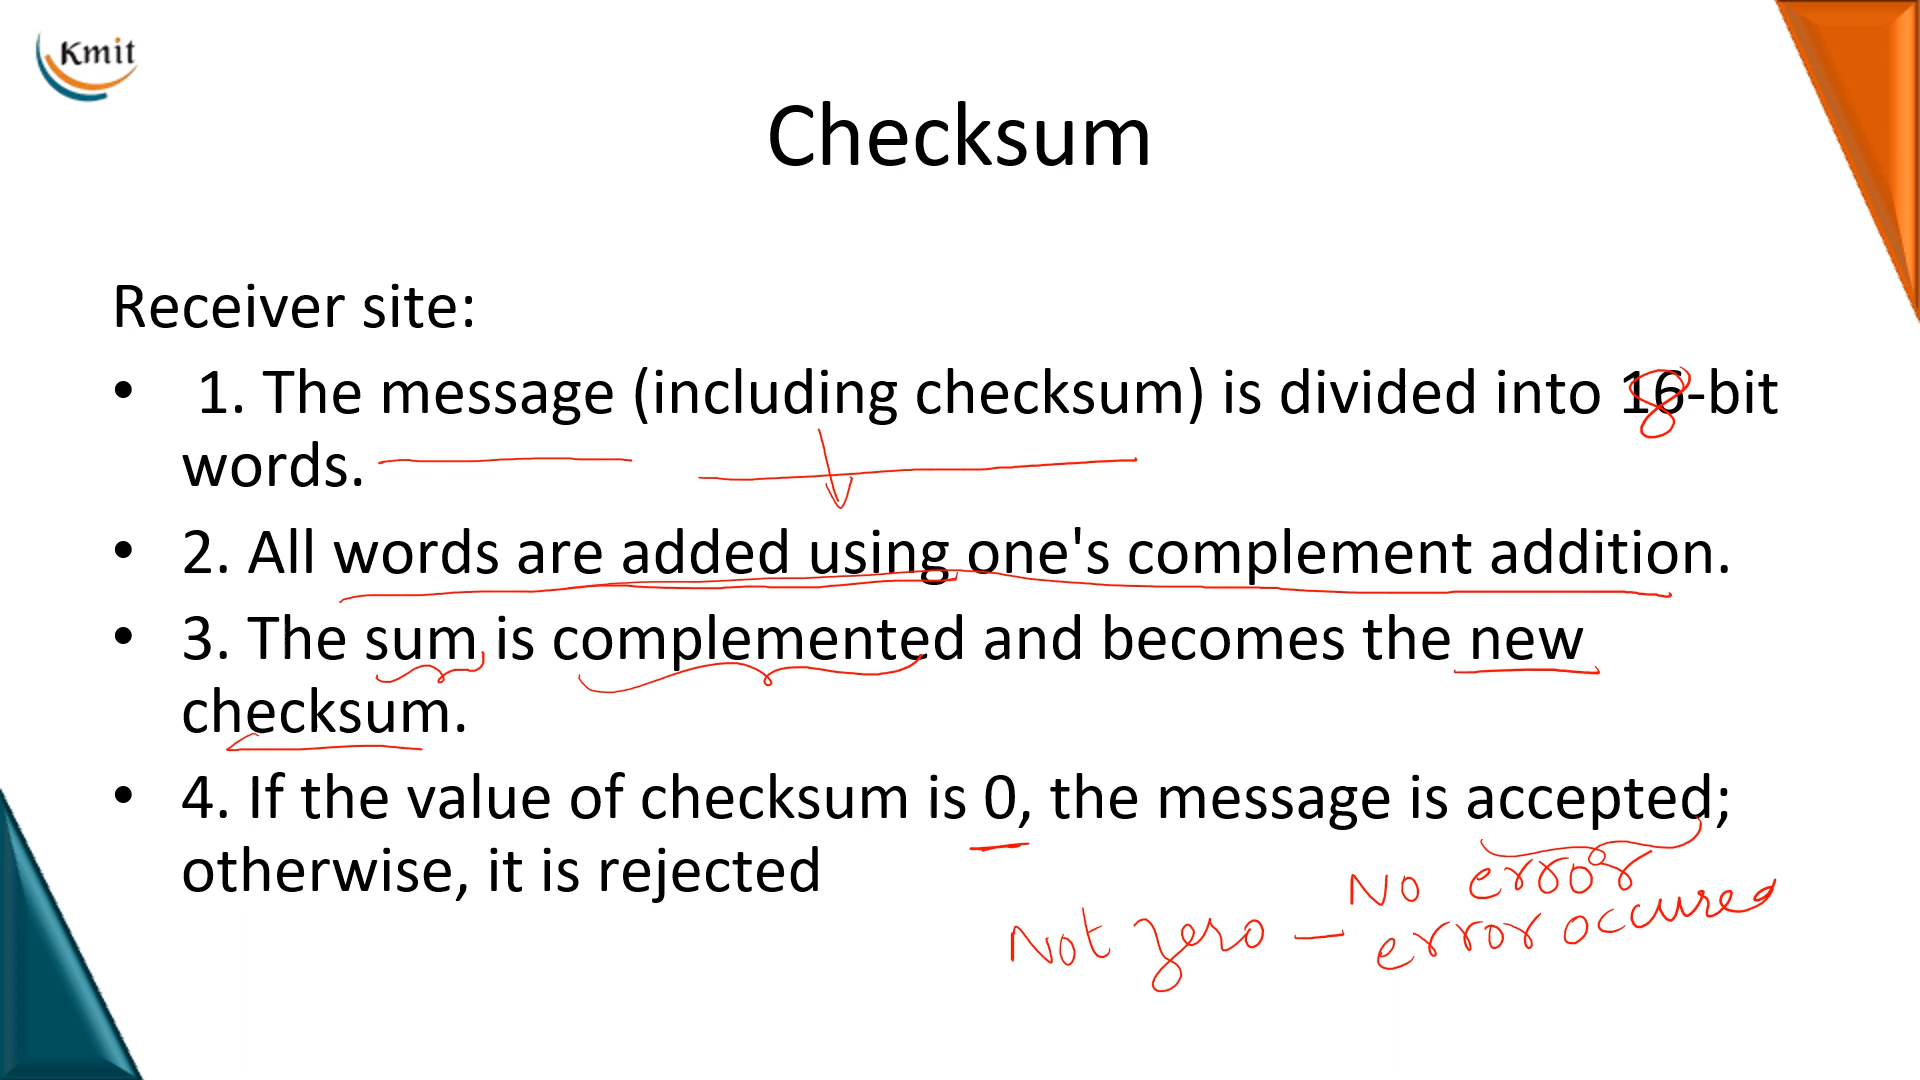 Kmit
Checksum
Receiver site:
• 1. The message (including checksum) is divided into 16-bit
8
words.
• 2. All words are added using one's complement addition.
• 3. The sum is complemented and becomes the new
checksum.
• 4. If the value of checksum is 0, the message is accepted;
otherwise, it is rejected
No error
Not zero - error occured